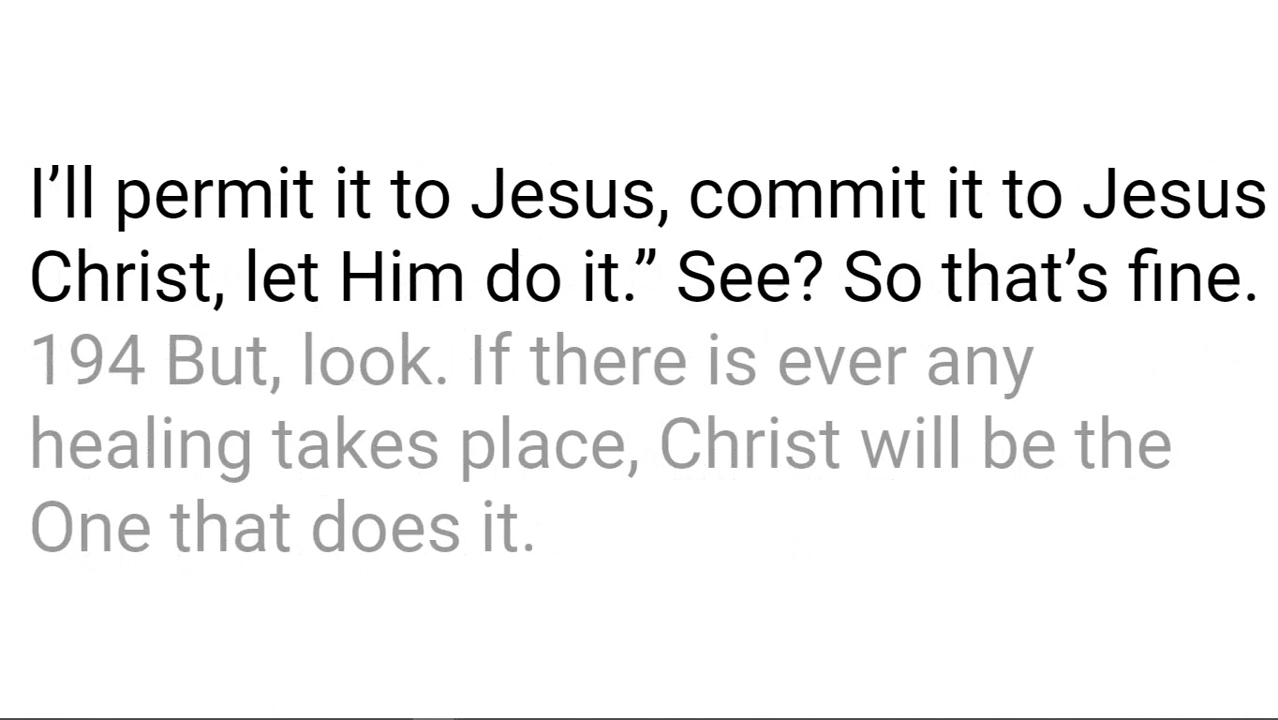 I’ll permit it to Jesus, commit it to Jesus
Christ, let Him do it.” See? So that’s fine.
194 But, look. If there is ever any
healing takes place, Christ will be the
One that does it.